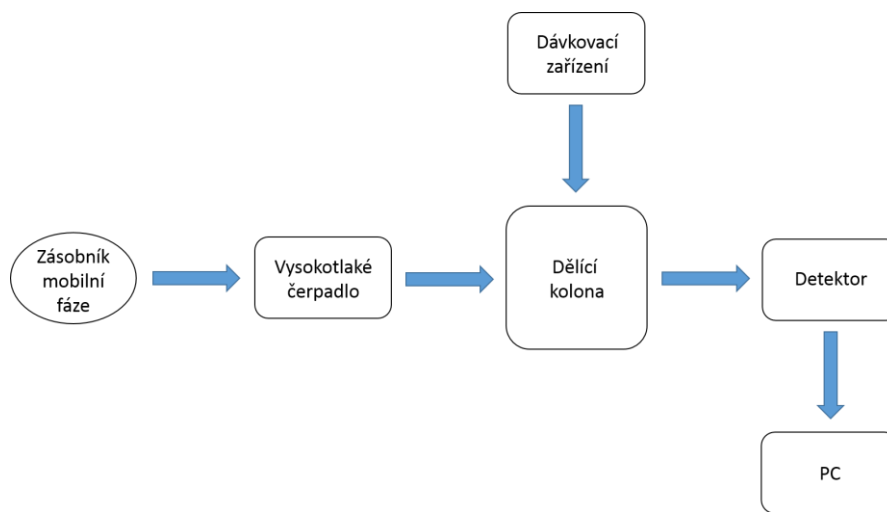 Dávkovací
zařízení
Zásobník
mobilní
fáze
Vysokotlaké
čerpadlo
Dělící
kolona
Detektor
PC